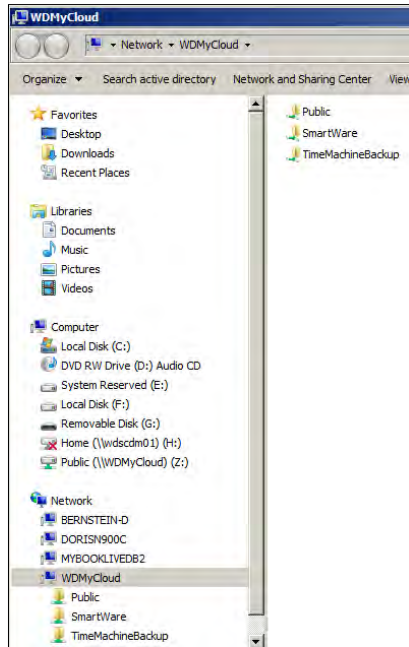 WDMyCloud
Network WDMyCloud
Organize Search active directory Network and Sharing Center View
Favorites
Desktop
Downloads
Recent Places
Libraries
Documents
Music
Pictures
Videos
Computer
Local Disk (C:)
DVD RW Drive (D:) Audio CD
System Reserved (E:)
Local Disk (F:)
Removable Disk (G:)
Home (\\wdscdm01) (H:)
Public (\\WDMyCloud) (Z:)
Network
BERNSTEIN-D
DORISN900C
MYBOOKLIVEDB2
WDMyCloud
Public
SmartWare
TimeMachineBackup
Public
SmartWare
TimeMachineBackup